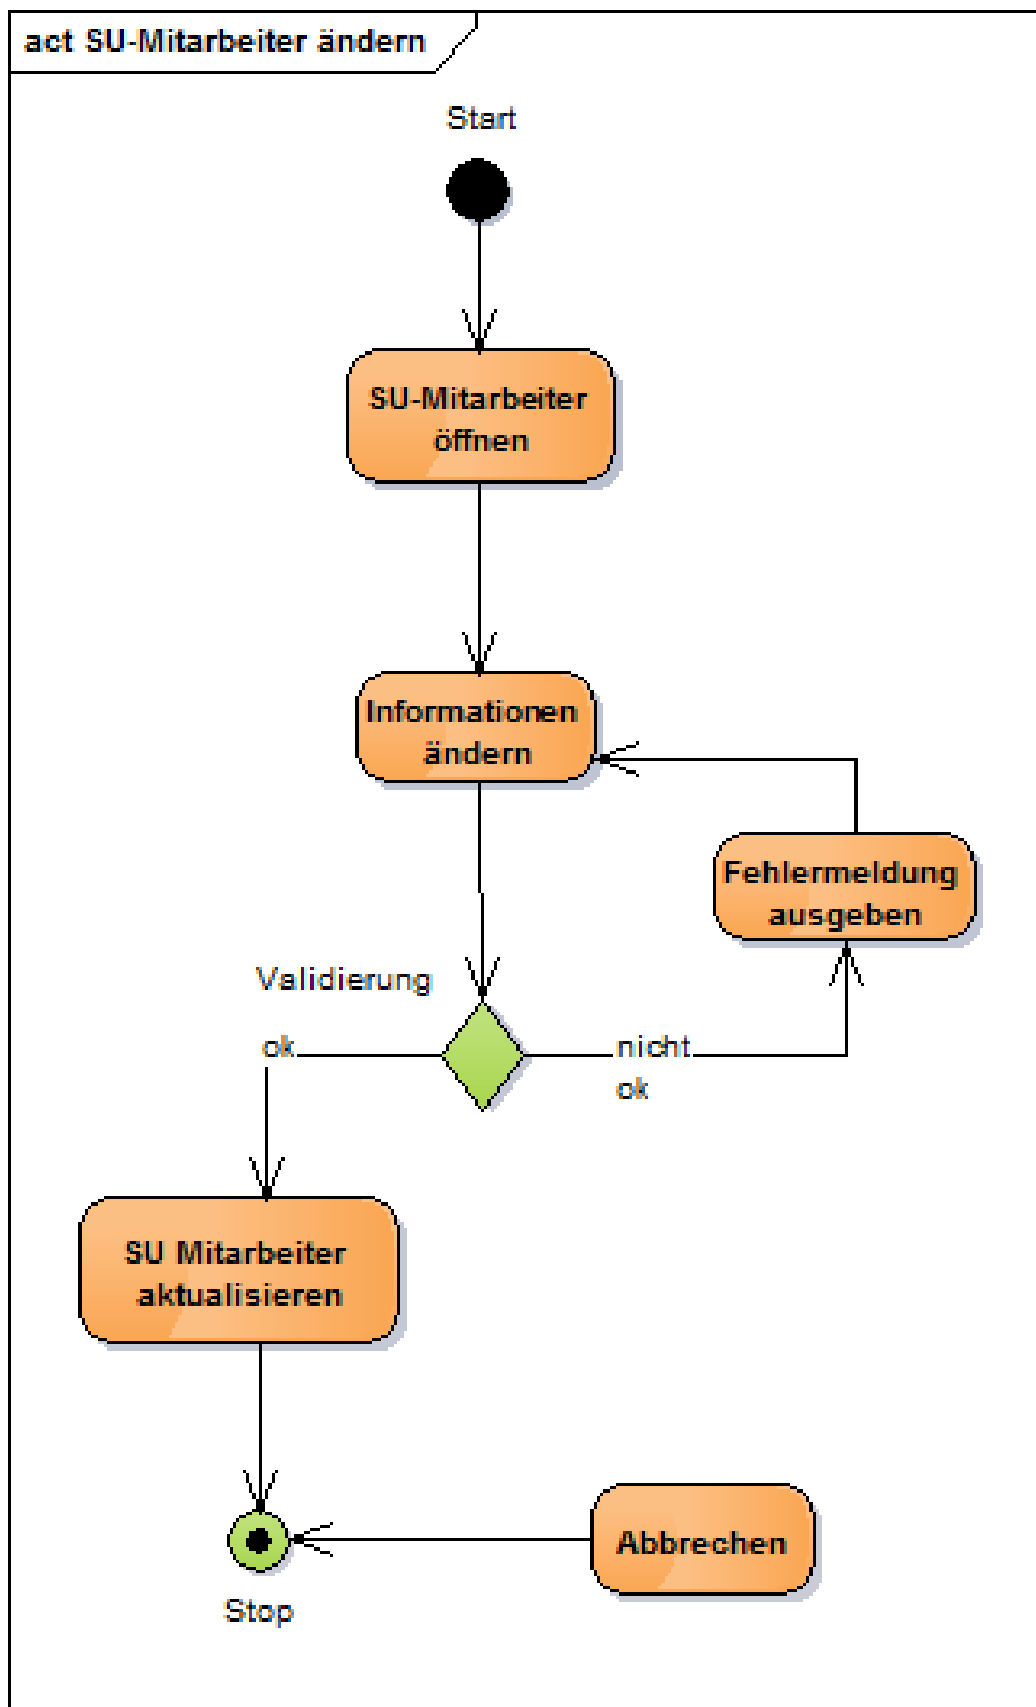 act SU-Mitarbeiter ändern
Start
SU-Mitarbeiter
öffnen
Informationen
ändern
Fehlermeldung
ausgeben
Validierung
ok
nicht
ok
SU Mitarbeiter
aktualisieren
Abbrechen
Stop